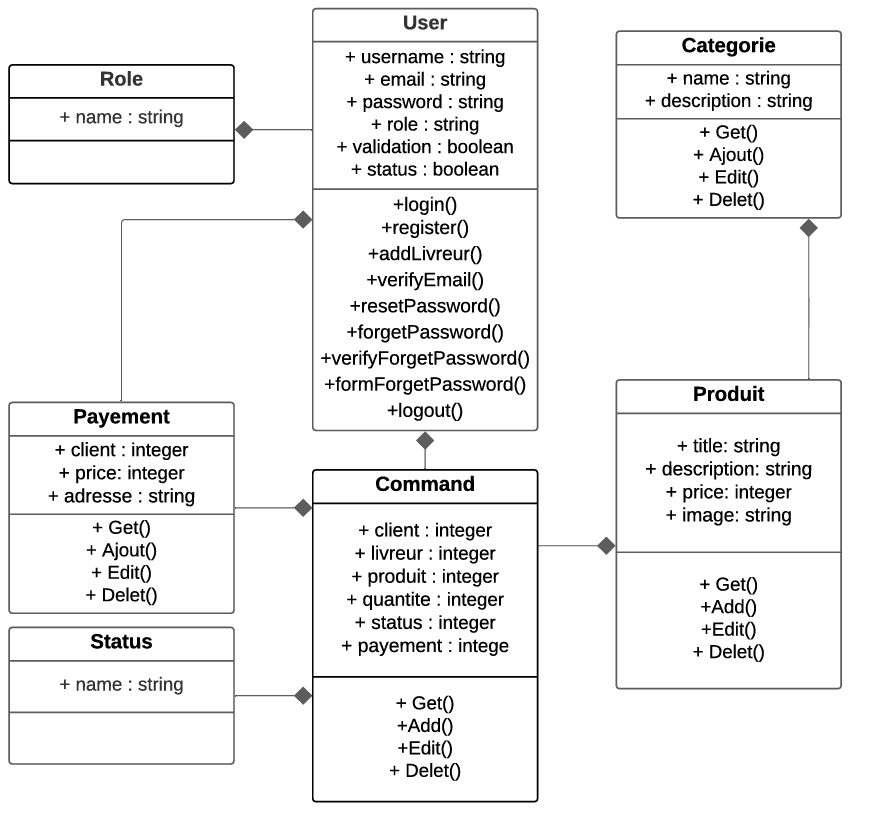 User
+ username : string
+ email : string
+ password : string
+ role : string
+ validation : boolean
+ status : boolean
+login()
+register()
+addLivreur()
+verifyEmail()
+resetPassword()
+forgetPassword()
+verifyForgetPassword()
+formForgetPassword()
+logout()
Role
+ name : string
Categorie
+ name : string
+ description : string
+ Get()
+ Ajout()
+ Edit()
+ Delet()
Payement
+ client : integer
+ price: integer
+ adresse : string
+ Get()
+ Ajout()
+ Edit()
+ Delet()
Command
+ client : integer
+ livreur : integer
+ produit : integer
+ quantite : integer
+ status : integer
+ payement : intege
+ Get()
+Add()
+Edit()
+ Delet()
Produit
+ title: string
+ description: string
+ price: integer
+ image: string
+ Get()
+Add()
+Edit()
+ Delet()
Status
+ name : string